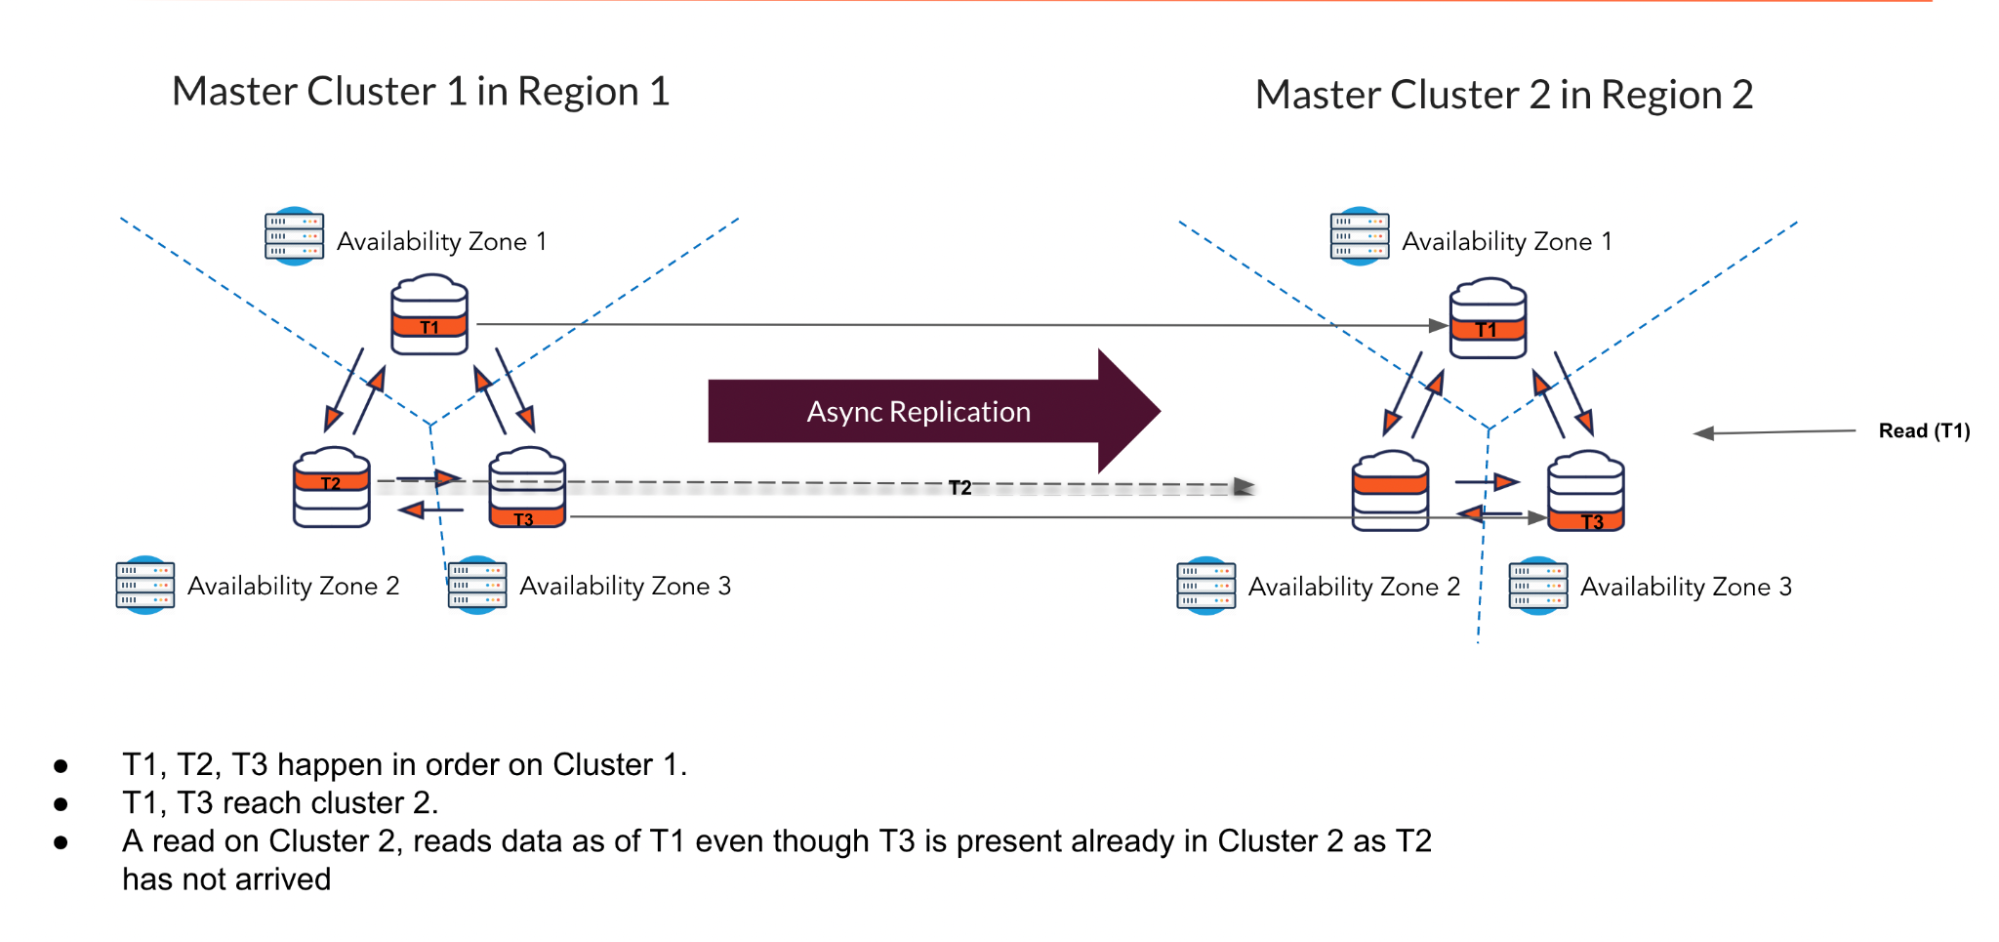 Master Cluster 1 in Region 1
Master Cluster 2 in Region 2
Availability Zone 1
Availability Zone 1
T1
T1
Async Replication
Read (T1)
T2
T2
T3
T3
Availability Zone 2
Availability Zone 3
Availability Zone 2
Availability Zone 3
● T1, T2, T3 happen in order on Cluster 1.
● T1, T3 reach cluster 2.
● A read on Cluster 2, reads data as of T1 even though T3 is present already in Cluster 2 as T2
has not arrived